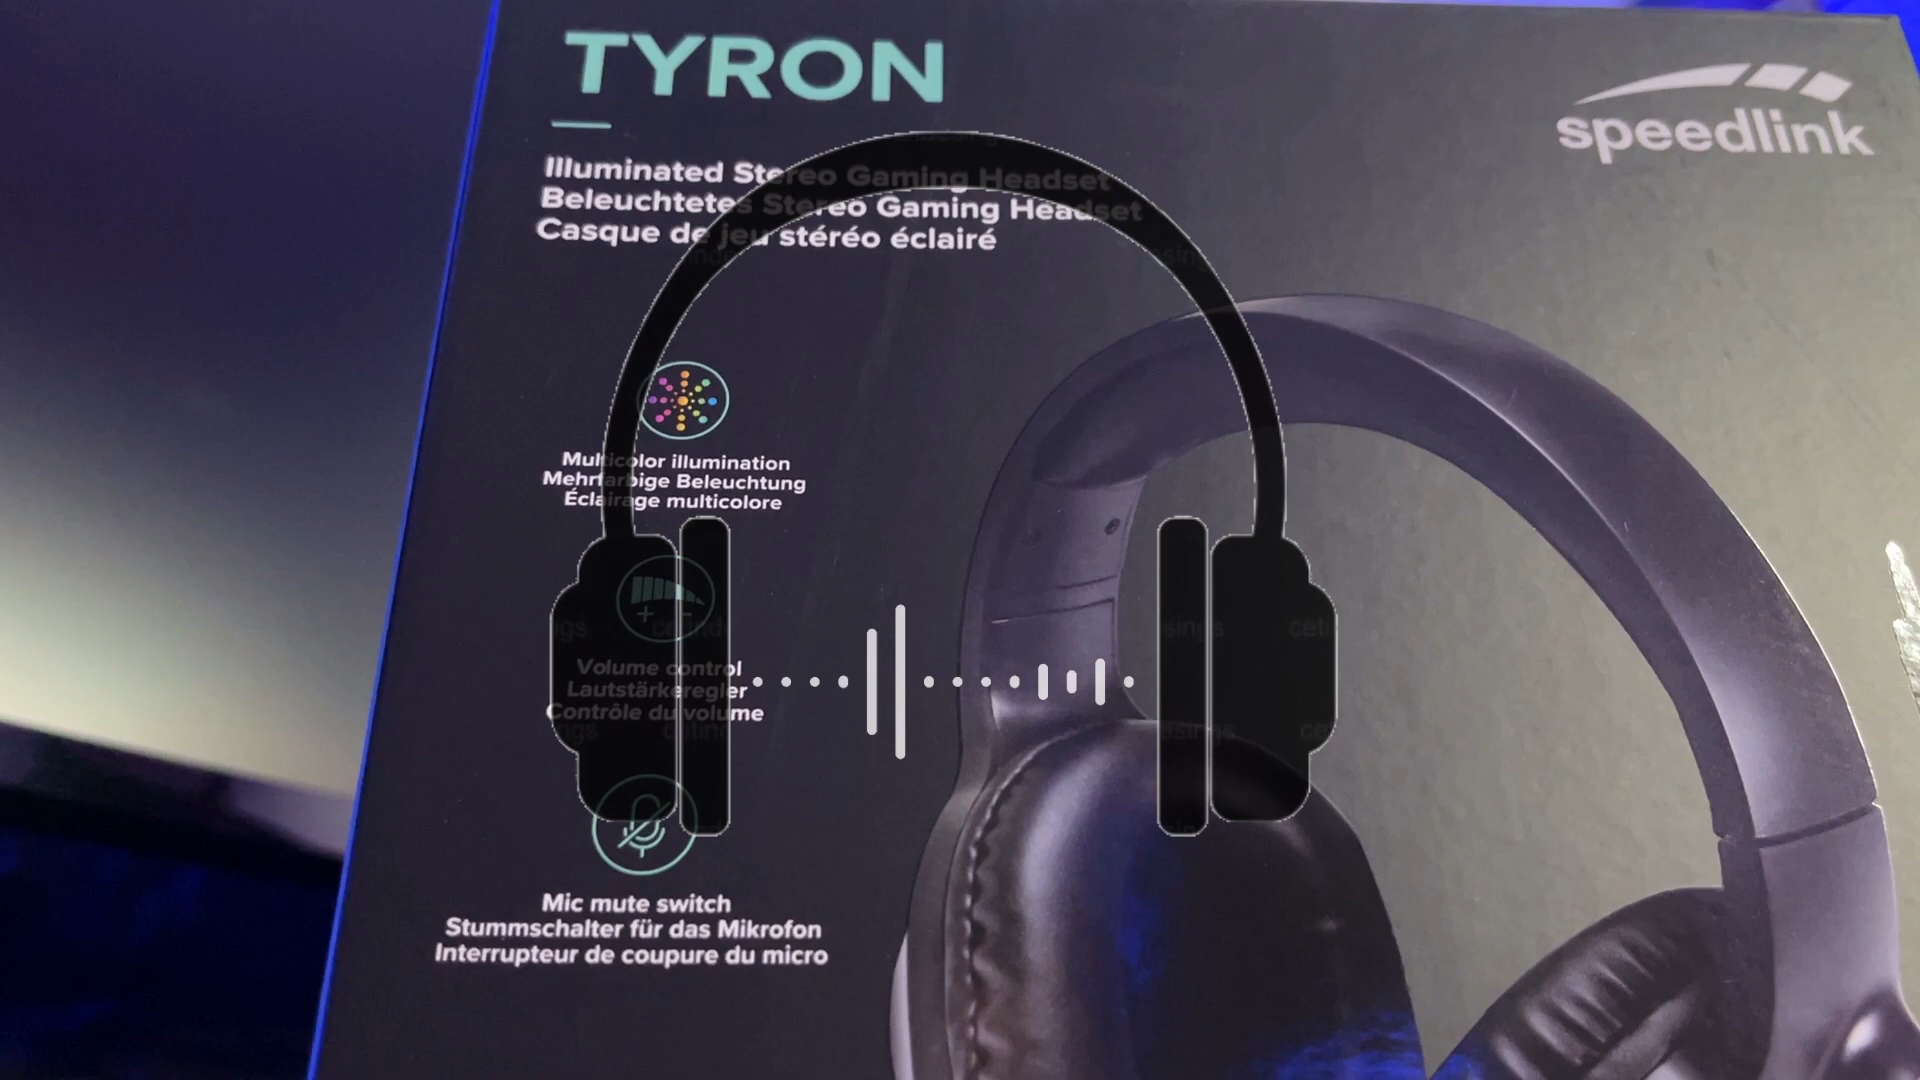 TYRON
speedlink
Illuminated Stereo Gaming Headset
Beleuchtetes Stereo Gaming Headset
Casque de jeu stéréo éclairé
Multicolor illumination
Mehrfarbige Beleuchtung
Éclairage multicolore
Volume control
Lautstärkeregler
Contrôle du volume
Mic mute switch
Stummschalter für das Mikrofon
Interrupteur de coupure du micro